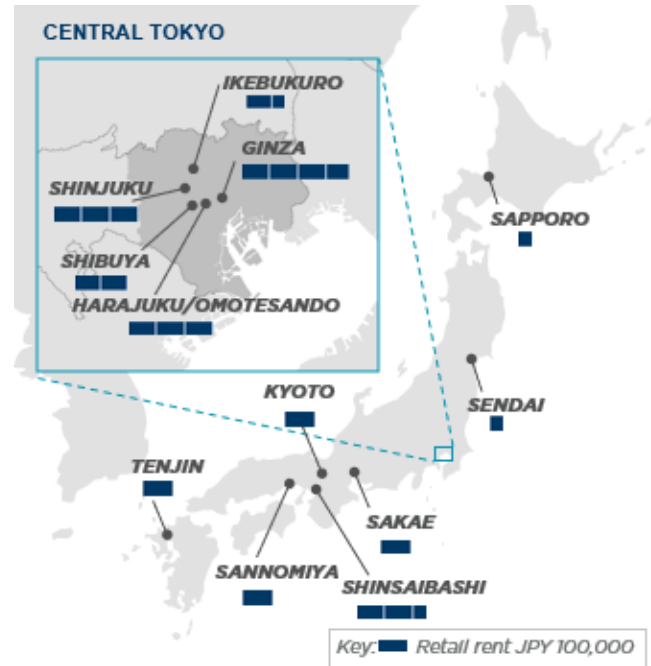 CENTRAL TOKYO
IKEBUKURO
GINZA
SHINJUKU
SHIBUYA
HARAJUKU/OMOTESANDO
SAPPORO
SENDAI
KYOTO
TENJIN
SAKAE
SANNOMIYA
SHINSAIBASHI
Key: Retail rent JPY 100,000